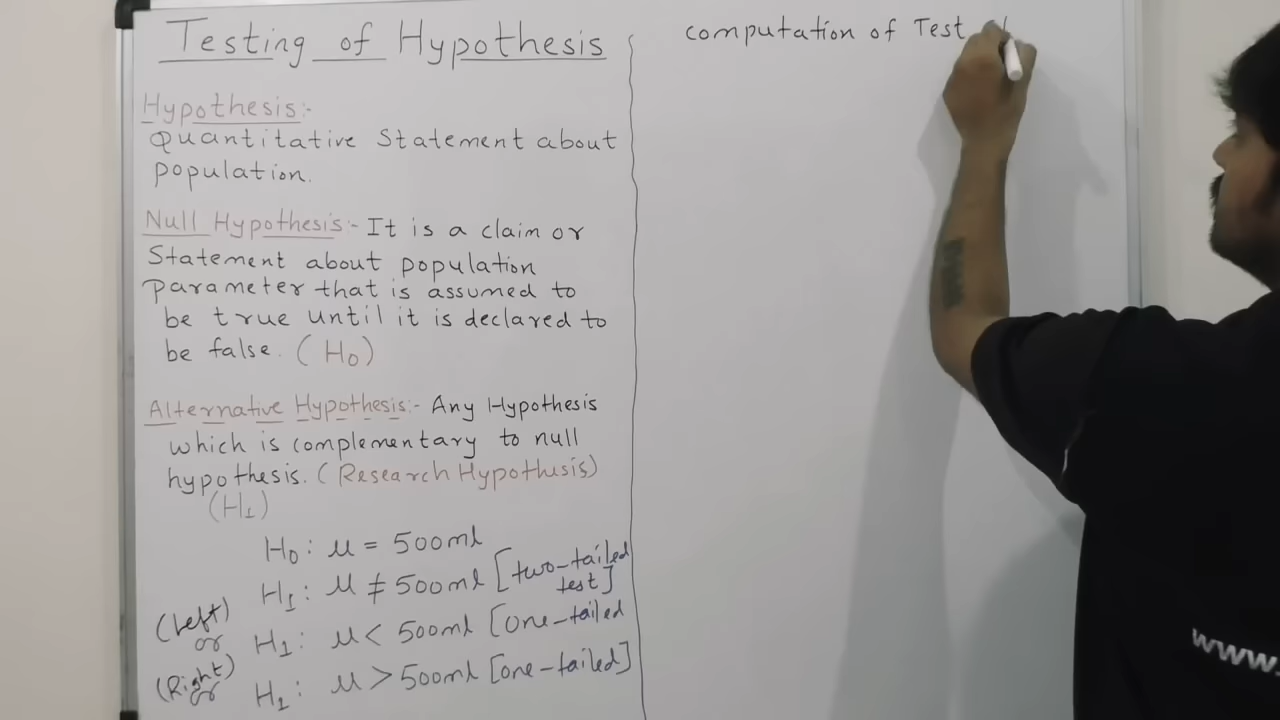 Testing of Hypothesis
Hypothesis:-
Quantitative Statement about
population.
Null Hypothesis:- It is a claim or
Statement about population
Parameter that is assumed to
be true until it is declared to
be false. (H0)
Alternative Hypothesis:- Any Hypothesis
which is complementary to null
hypothesis. (Research Hypothesis)
(H1)
H0: μ = 500ml
H1: μ ≠ 500ml [two-tailed
test]
(Left)
or H1: μ < 500ml [one-tailed
(Right)
or H1: μ > 500ml [one-tailed]
computation of Test
www.